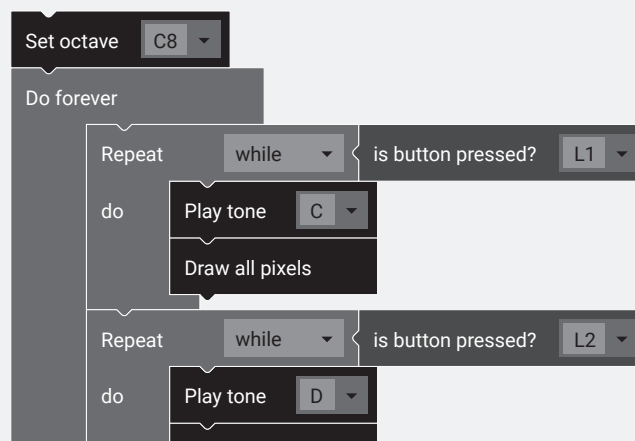 Set octave C8
Do forever
Repeat while is button pressed? L1
do Play tone C
Draw all pixels
Repeat while is button pressed? L2
do Play tone D